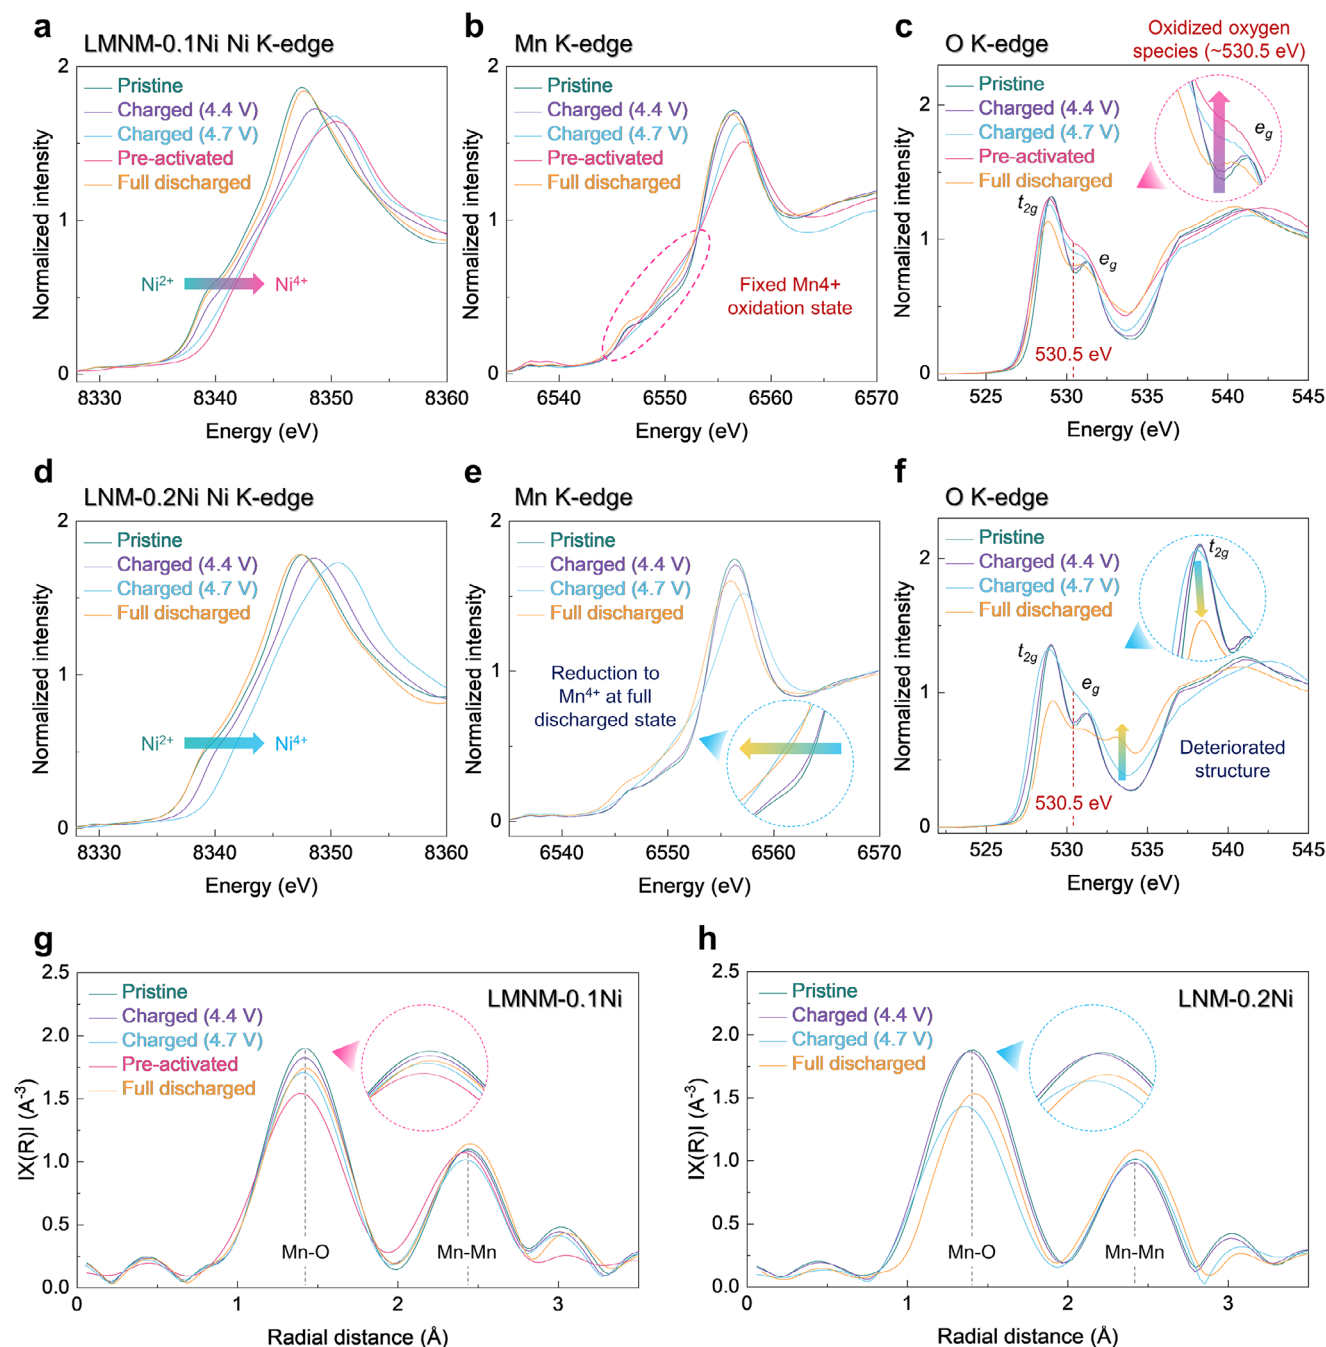 a
LMNM-0.1Ni Ni K-edge
2
Pristine
Charged (4.4 V)
Charged (4.7 V)
Pre-activated
Full discharged
Normalized intensity
1
Ni2+
Ni4+
0
8330
8340
8350
8360
Energy (eV)
b
Mn K-edge
2
Pristine
Charged (4.4 V)
Charged (4.7 V)
Pre-activated
Full discharged
Normalized intensity
1
Fixed Mn4+
oxidation state
0
6540
6550
6560
6570
Energy (eV)
c
O K-edge
Oxidized oxygen
species (~530.5 eV)
Pristine
Charged (4.4 V)
Charged (4.7 V)
Pre-activated
Full discharged
2
eg
t2g
Normalized intensity
1
eg
530.5 eV
0
525
530
535
540
545
Energy (eV)
d
LNM-0.2Ni Ni K-edge
2
Pristine
Charged (4.4 V)
Charged (4.7 V)
Full discharged
Normalized intensity
1
Ni2+
Ni4+
0
8330
8340
8350
8360
Energy (eV)
e
Mn K-edge
2
Pristine
Charged (4.4 V)
Charged (4.7 V)
Full discharged
Normalized intensity
1
Reduction to
Mn4+ at full
discharged state
0
6540
6550
6560
6570
Energy (eV)
f
O K-edge
Pristine
Charged (4.4 V)
Charged (4.7 V)
Full discharged
2
t2g
t2g
eg
Normalized intensity
1
Deteriorated
structure
530.5 eV
0
525
530
535
540
545
Energy (eV)
g
2.5
Pristine
Charged (4.4 V)
Charged (4.7 V)
Pre-activated
Full discharged
LMNM-0.1Ni
2.0
1.5
IX(R)I (A-3)
1.0
0.5
Mn-O
Mn-Mn
0.0
0
1
2
3
Radial distance (Å)
h
2.5
Pristine
Charged (4.4 V)
Charged (4.7 V)
Full discharged
LNM-0.2Ni
2.0
1.5
IX(R)I (A-3)
1.0
0.5
Mn-O
Mn-Mn
0.0
0
1
2
3
Radial distance (Å)